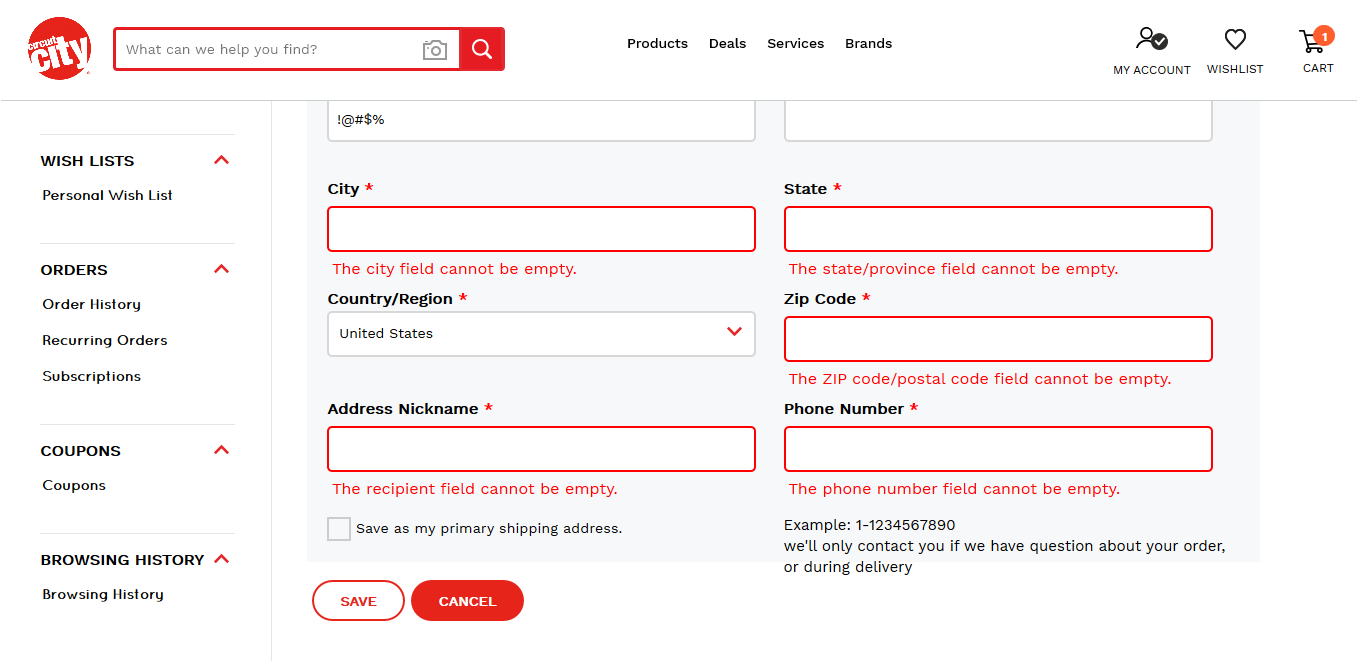 circuit
city
What can we help you find?
Products
Deals
Services
Brands
MY ACCOUNT
WISHLIST
1
CART
WISH LISTS
Personal Wish List
ORDERS
Order History
Recurring Orders
Subscriptions
COUPONS
Coupons
BROWSING HISTORY
Browsing History
!@#$%
City *
State *
The city field cannot be empty.
The state/province field cannot be empty.
Country/Region *
Zip Code *
United States
The ZIP code/postal code field cannot be empty.
Address Nickname *
Phone Number *
The recipient field cannot be empty.
The phone number field cannot be empty.
Save as my primary shipping address.
Example: 1-1234567890
we'll only contact you if we have question about your order,
or during delivery
SAVE
CANCEL